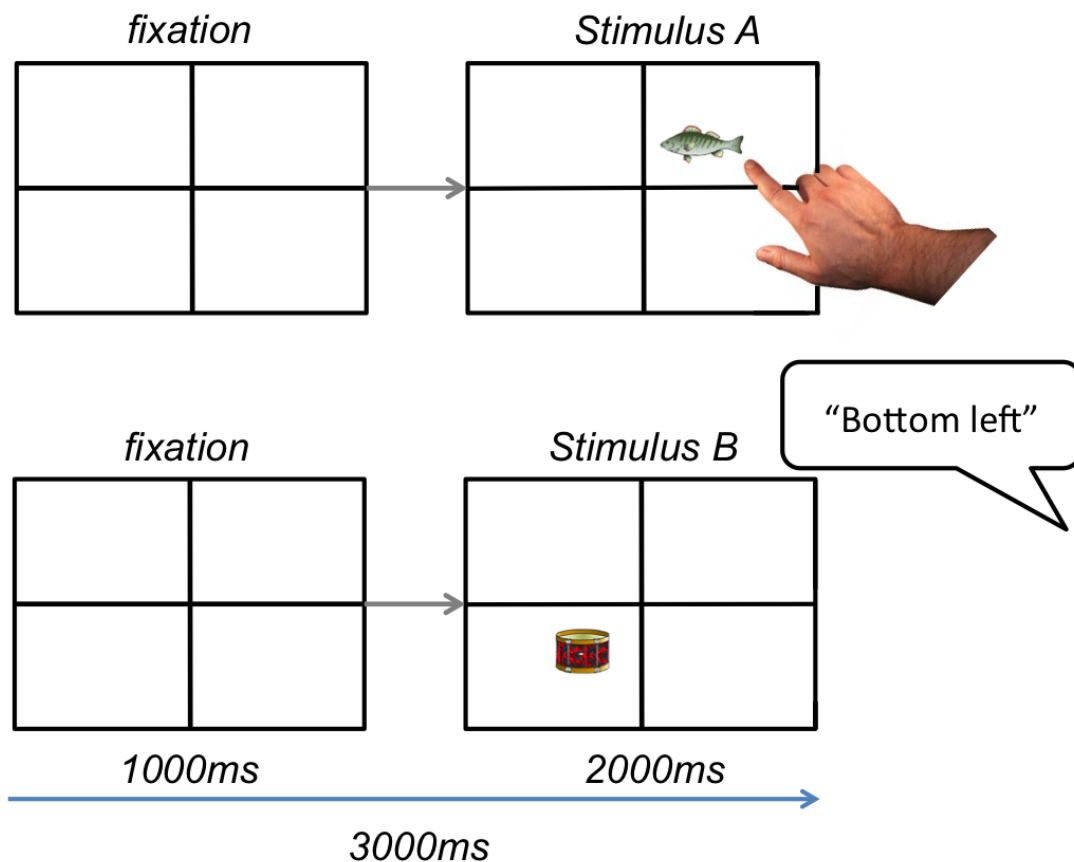 fixation
Stimulus A
“Bottom left”
fixation
Stimulus B
1000ms
2000ms
3000ms